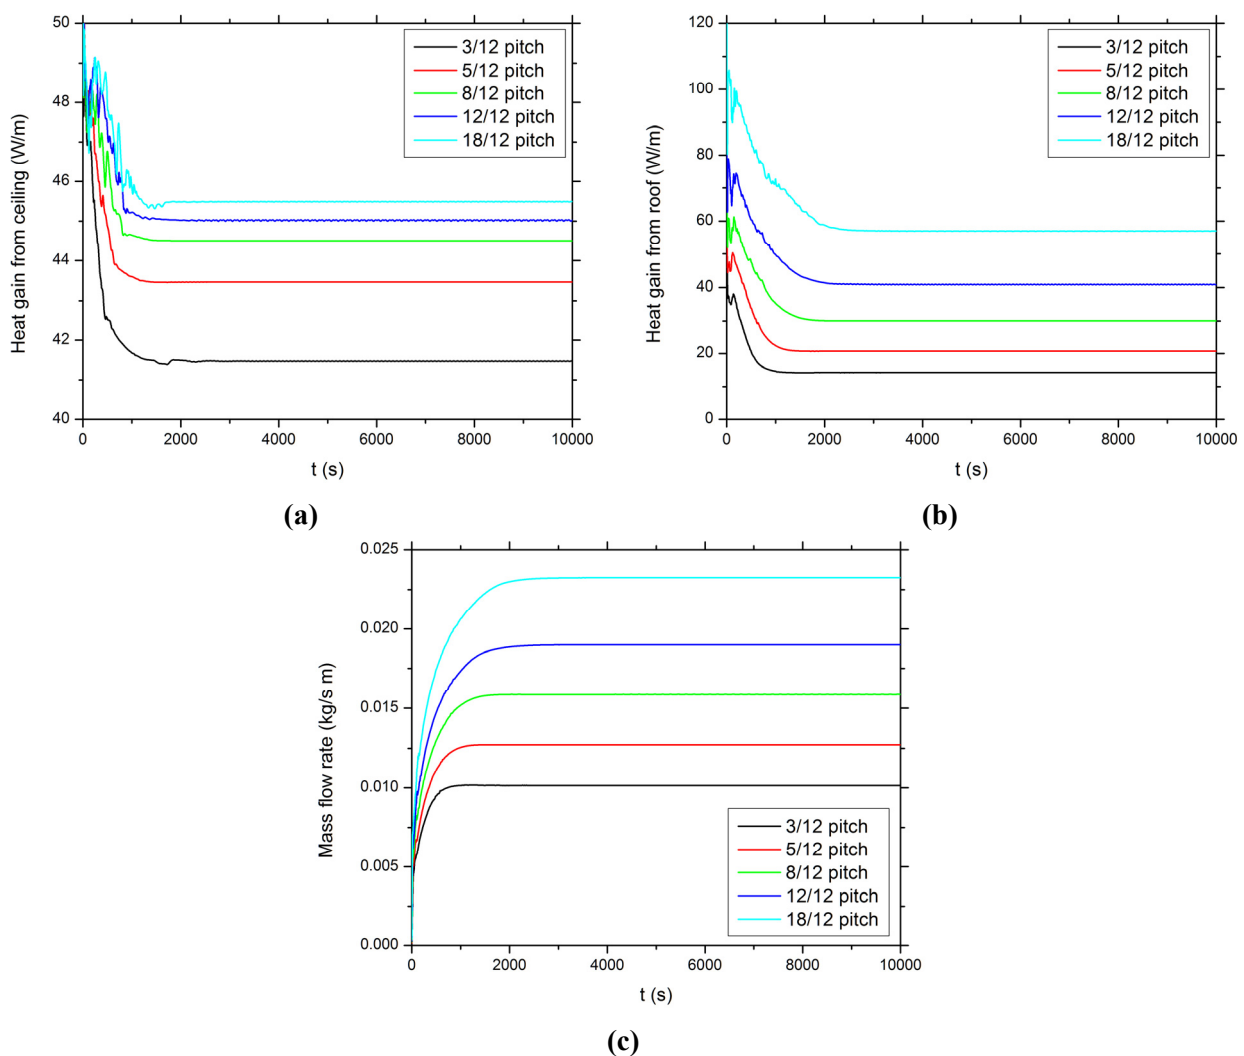 50
48
46
44
42
40
Heat gain from ceiling (W/m)
3/12 pitch
5/12 pitch
8/12 pitch
12/12 pitch
18/12 pitch
0 2000 4000 6000 8000 10000
t (s)
(a)
120
100
80
60
40
20
0
Heat gain from roof (W/m)
3/12 pitch
5/12 pitch
8/12 pitch
12/12 pitch
18/12 pitch
0 2000 4000 6000 8000 10000
t (s)
(b)
0.025
0.020
0.015
0.010
0.005
0.000
Mass flow rate (kg/s m)
3/12 pitch
5/12 pitch
8/12 pitch
12/12 pitch
18/12 pitch
0 2000 4000 6000 8000 10000
t (s)
(c)